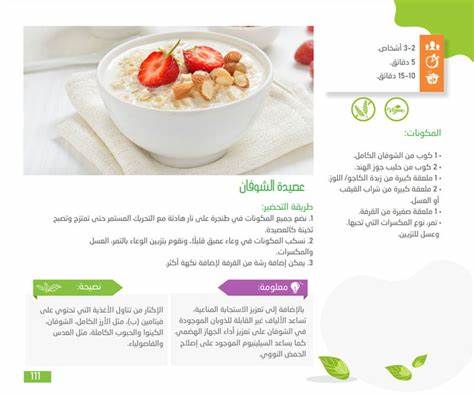 2-3 أشخاص.
5 دقائق.
10-15 دقائق.
Vegan
المكونات:
• 1 كوب من الشوفان الكامل.
• 2 كوب من حليب جوز الهند.
• 1 ملعقة كبيرة من زبدة الكاجو/ اللوز.
• 1 ملعقة كبيرة من شراب القيقب
أو العسل.
• 1 ملعقة صغيرة من القرفة.
• تمر، نوع المكسرات التي تحبها،
وعسل للتزيين.
عصيدة الشوفان
طريقة التحضير:
1. نضع جميع المكونات في طنجرة على نار هادئة مع التحريك المستمر حتى تمتزج وتصبح
ثخينة كالعصيدة.
2. نسكب المكونات في وعاء عميق قليلًا، ونقوم بتزيين الوعاء بالتمر، العسل
والمكسرات.
3. يمكن إضافة رشة من القرفة لإضافة نكهة أكثر.
معلومة:
بالإضافة إلى تعزيز الاستجابة المناعية،
تساعد الألياف غير القابلة للذوبان الموجودة
في الشوفان على تعزيز أداء الجهاز الهضمي.
كما يساعد السيلينيوم الموجود على إصلاح
الحمض النووي.
نصيحة:
الإكثار من تناول الأغذية التي تحتوي على
فيتامين (ب)، مثل الأرز الكامل، الشوفان،
الكينوا والحبوب الكاملة، مثل العدس
والفاصولياء.
111